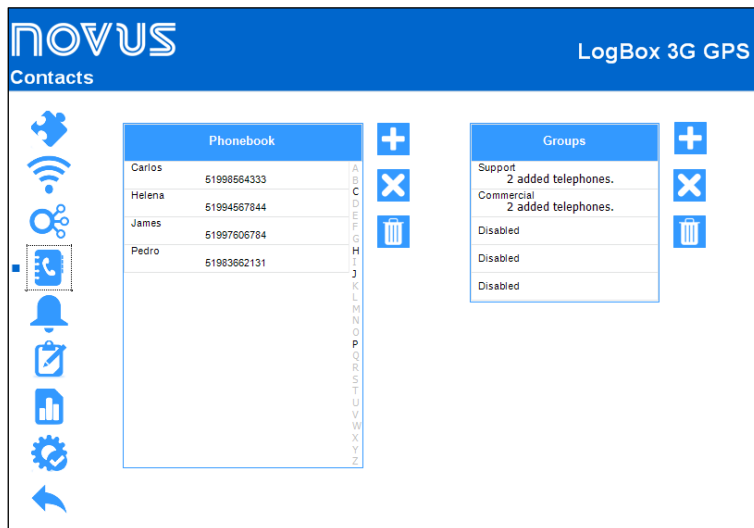 NOVUS
LogBox 3G GPS
Contacts
Phonebook
Carlos
51998564333
Helena
51994567844
James
51997606784
Pedro
51983662131
A
B
C
D
E
F
G
H
I
J
K
L
M
N
O
P
Q
R
S
T
U
V
W
X
Y
Z
Groups
Support
2 added telephones.
Commercial
2 added telephones.
Disabled
Disabled
Disabled